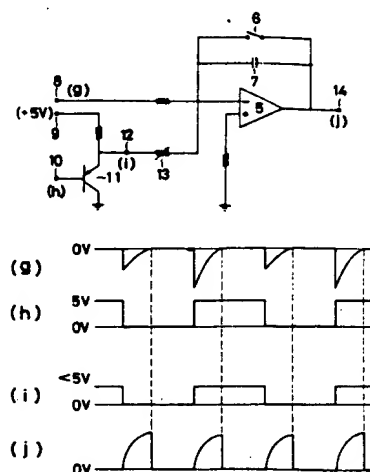 6
7
8 (g)
(+5V)
9
5
14
(j)
10
12
(i)
~11
13
(h)
(g) 0V
(h) 5V
0V
(i) <5V
0V
(j)
0V